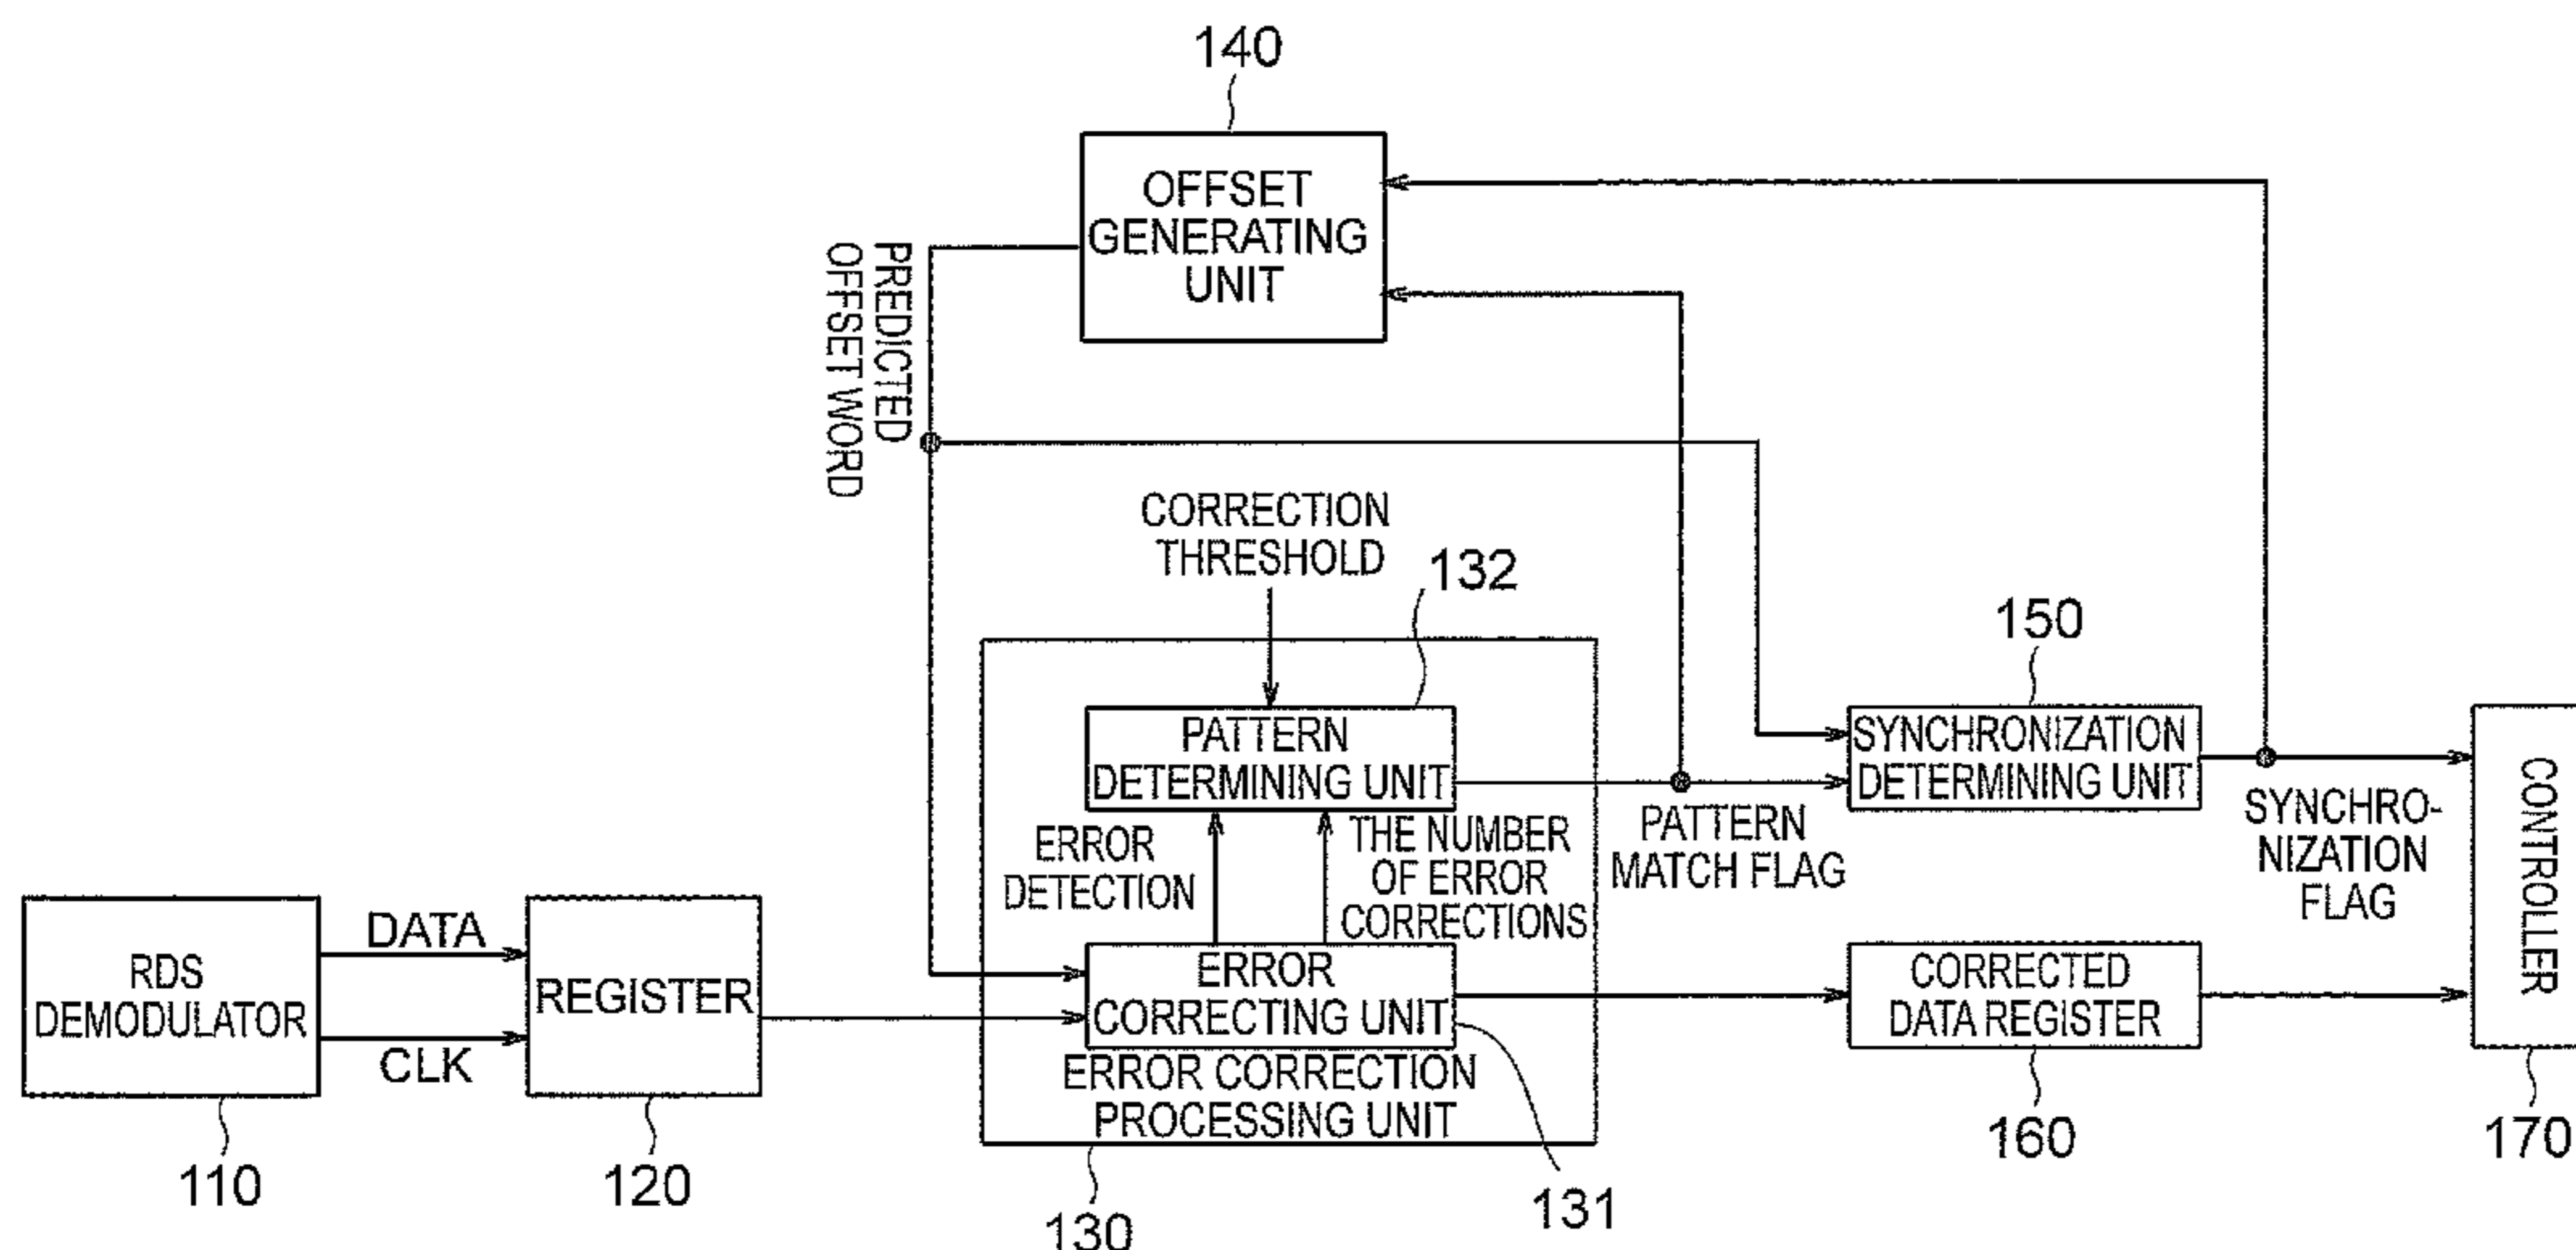 140
OFFSET
GENERATING
UNIT
PREDICTED
OFFSET WORD
CORRECTION
THRESHOLD
132
150
PATTERN
DETERMINING UNIT
SYNCHRONIZATION
DETERMINING UNIT
ERROR
DETECTION
THE NUMBER
OF ERROR
CORRECTIONS
PATTERN
MATCH FLAG
SYNCHRO-
NIZATION
FLAG
CONTROLLER
RDS
DEMODULATOR
DATA
CLK
REGISTER
ERROR
CORRECTING UNIT
ERROR CORRECTION
PROCESSING UNIT
CORRECTED
DATA REGISTER
110
120
130
131
160
170